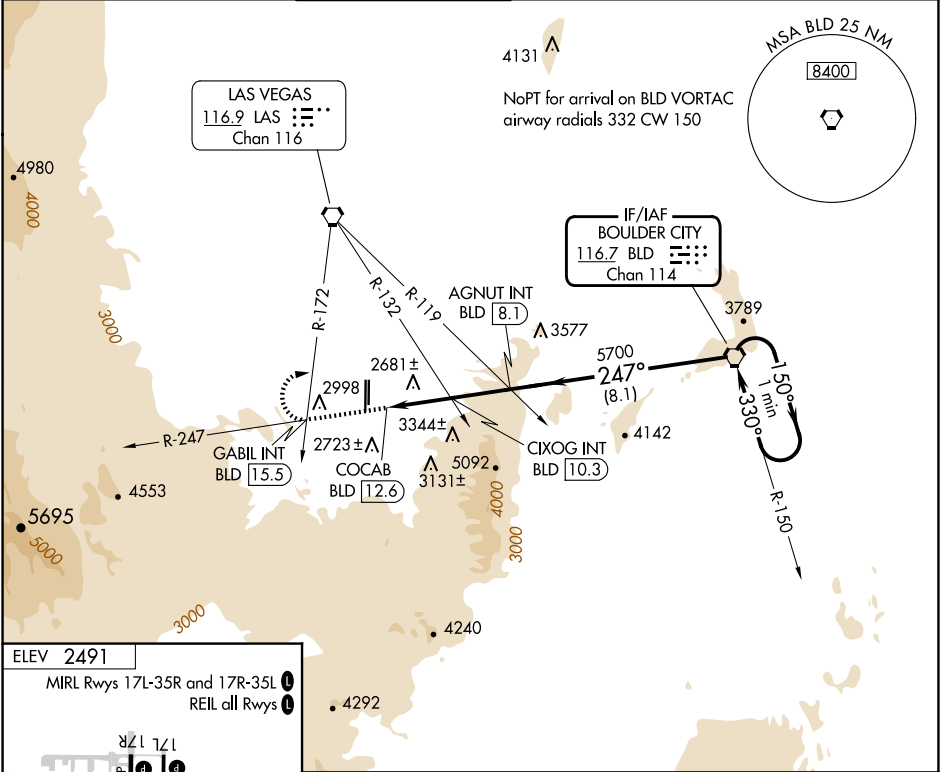 4131
MSA BLD 25 NM
8400
NoPT for arrival on BLD VORTAC
airway radials 332 CW 150
LAS VEGAS
116.9 LAS
Chan 116
4980
4000
IF/IAF
BOULDER CITY
116.7 BLD
Chan 114
R-172
R-132
R-119
AGNUT INT
BLD 8.1
3577
3789
3000
2681±
5700
247°
(8.1)
150°
1 min
330°
2998
R-247
GABIL INT
BLD 15.5
2723±
3344±
COCAB
BLD 12.6
3131±
5092
CIXOG INT
BLD 10.3
4142
4000
3000
R-150
4553
5695
5000
3000
4240
4292
ELEV 2491
MIRL Rwys 17L-35R and 17R-35L L
REIL all Rwys L
17R 17L
P
P
P